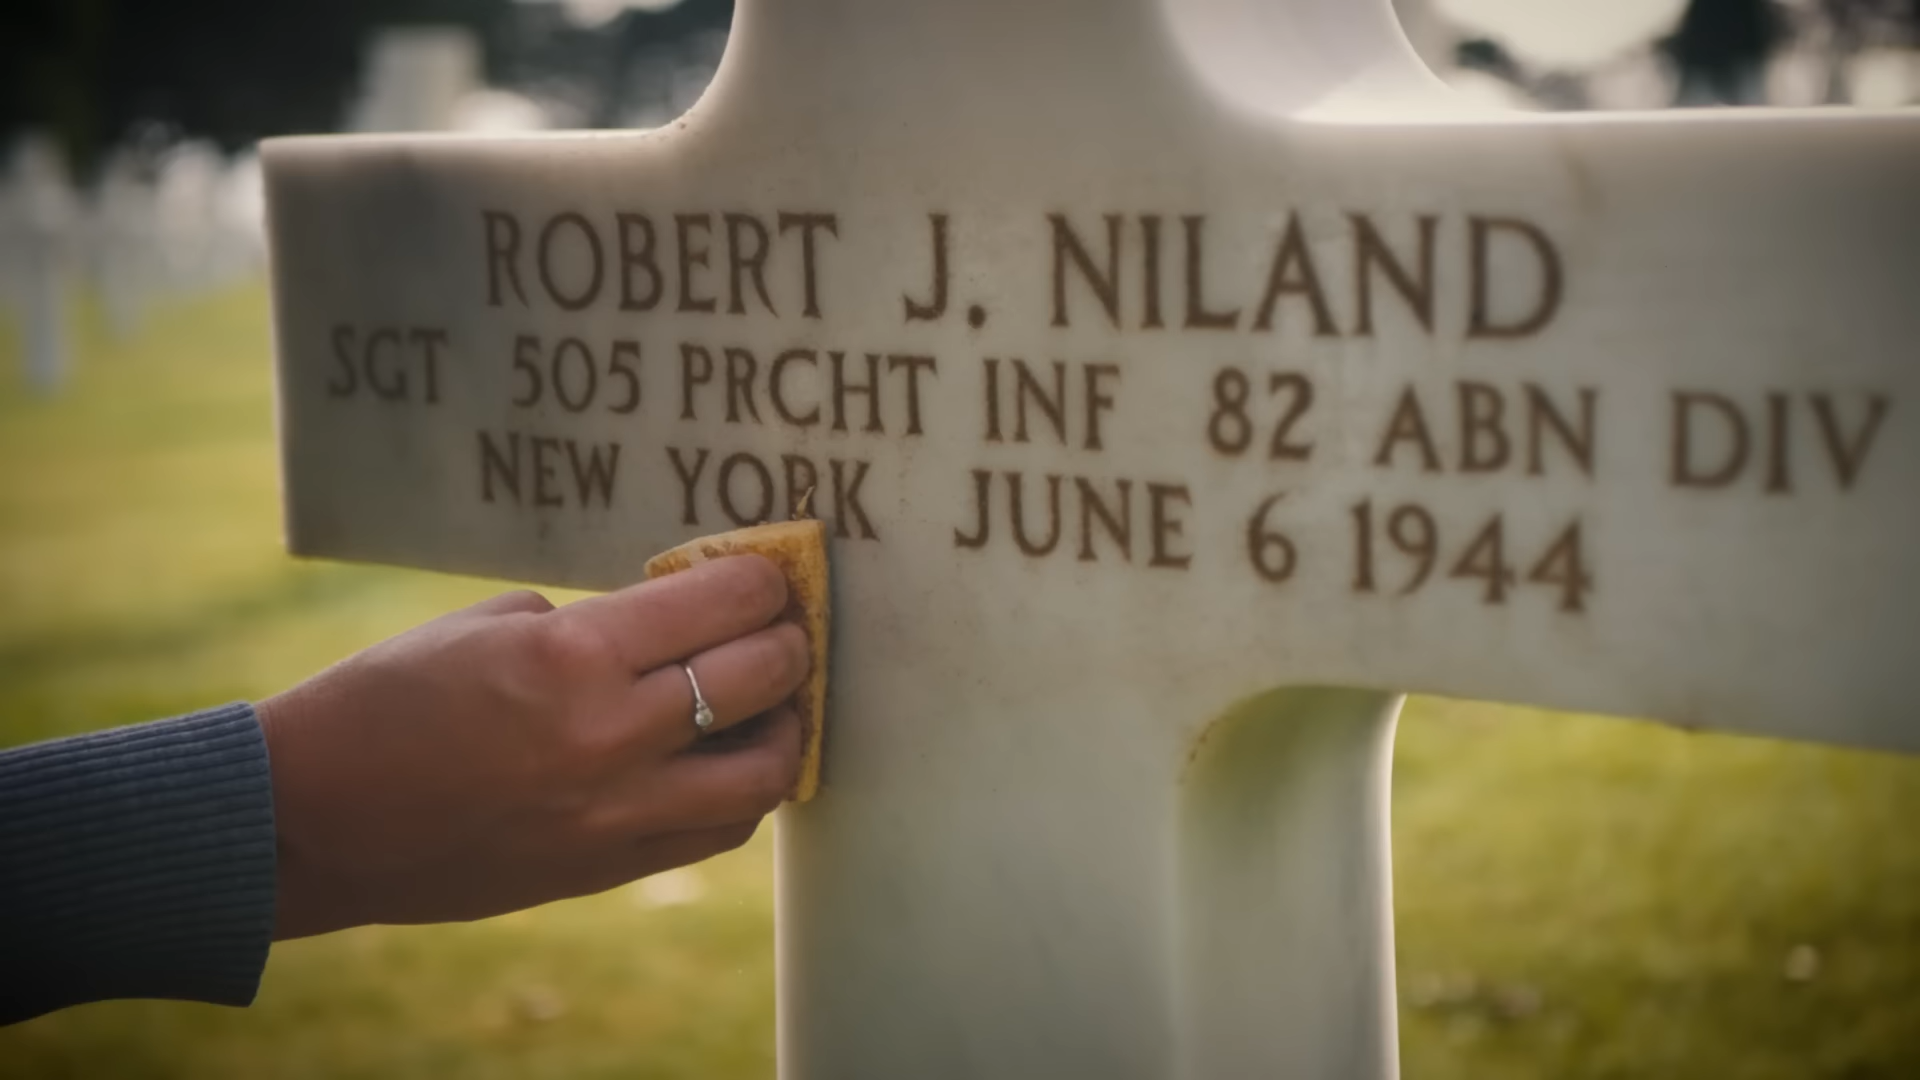 ROBERT J. NILAND
SGT 505 PRCHT INF 82 ABN DIV
NEW YORK JUNE 6 1944